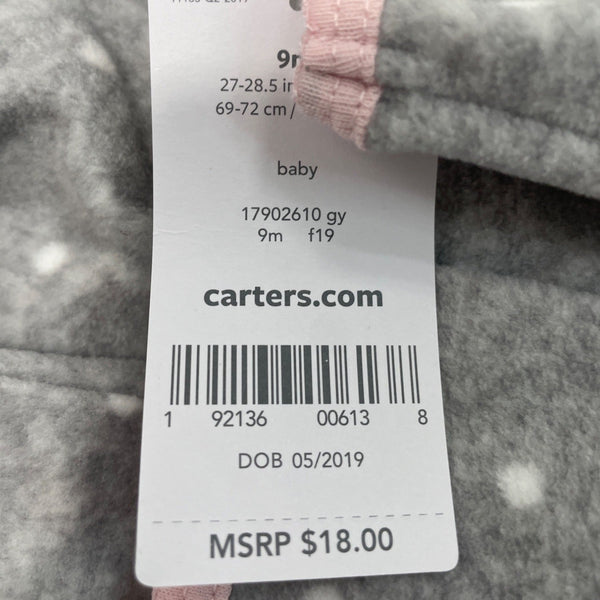 9
27-28.5 in
69-72 cm /
baby
17902610 gy
9m f19
carters.com
1 92136 00613 8
DOB 05/2019
MSRP $18.00